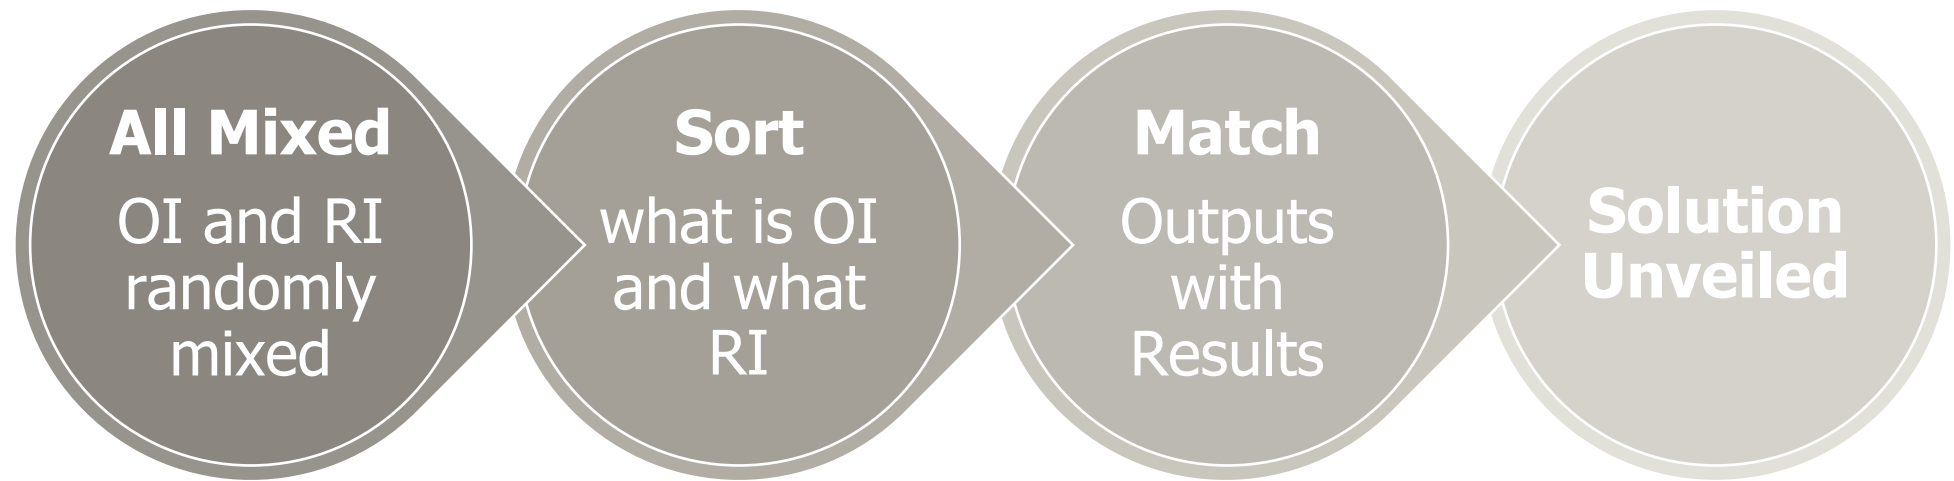 All Mixed
OI and RI
randomly
mixed
Sort
what is OI
and what
RI
Match
Outputs
with
Results
Solution
Unveiled